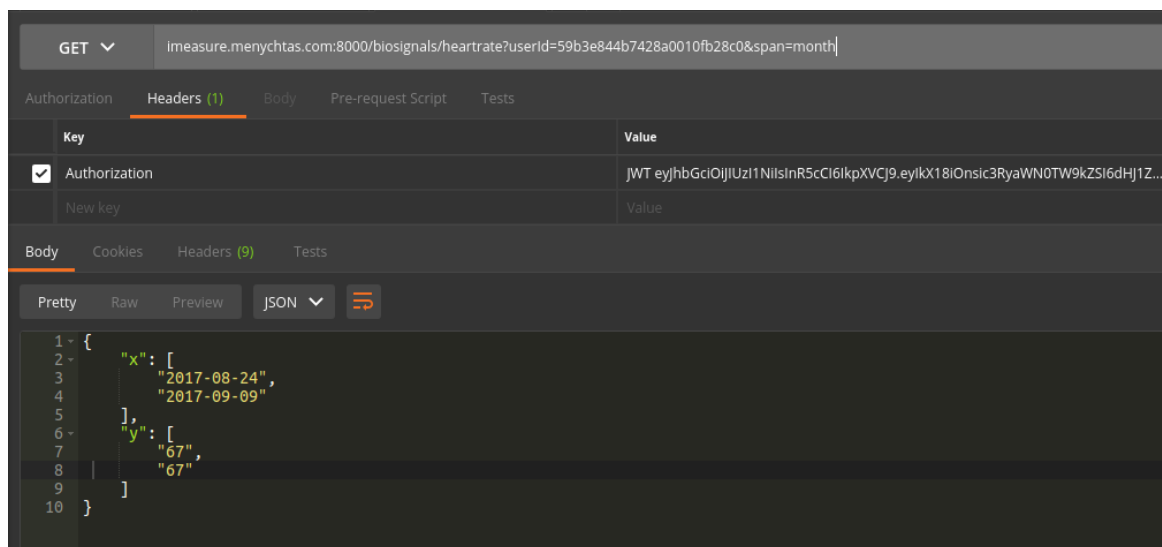 GET imeasure.menychtas.com:8000/biosignals/heartrate?userId=59b3e844b7428a0010fb28c0&span=month
Authorization Headers (1) Body Pre-request Script Tests
Key Value
Authorization JWT eyJhbGciOiJIUzI1NiIsInR5cCI6IkpXVCJ9.eyIkX18iOnsic3RyaWN0TW9kZSI6dHJ1Z...
New key Value
Body Cookies Headers (9) Tests
Pretty Raw Preview JSON
1 {
2 "x": [
3 "2017-08-24",
4 "2017-09-09"
5 ],
6 "y": [
7 "67",
8 "67"
9 ]
10 }